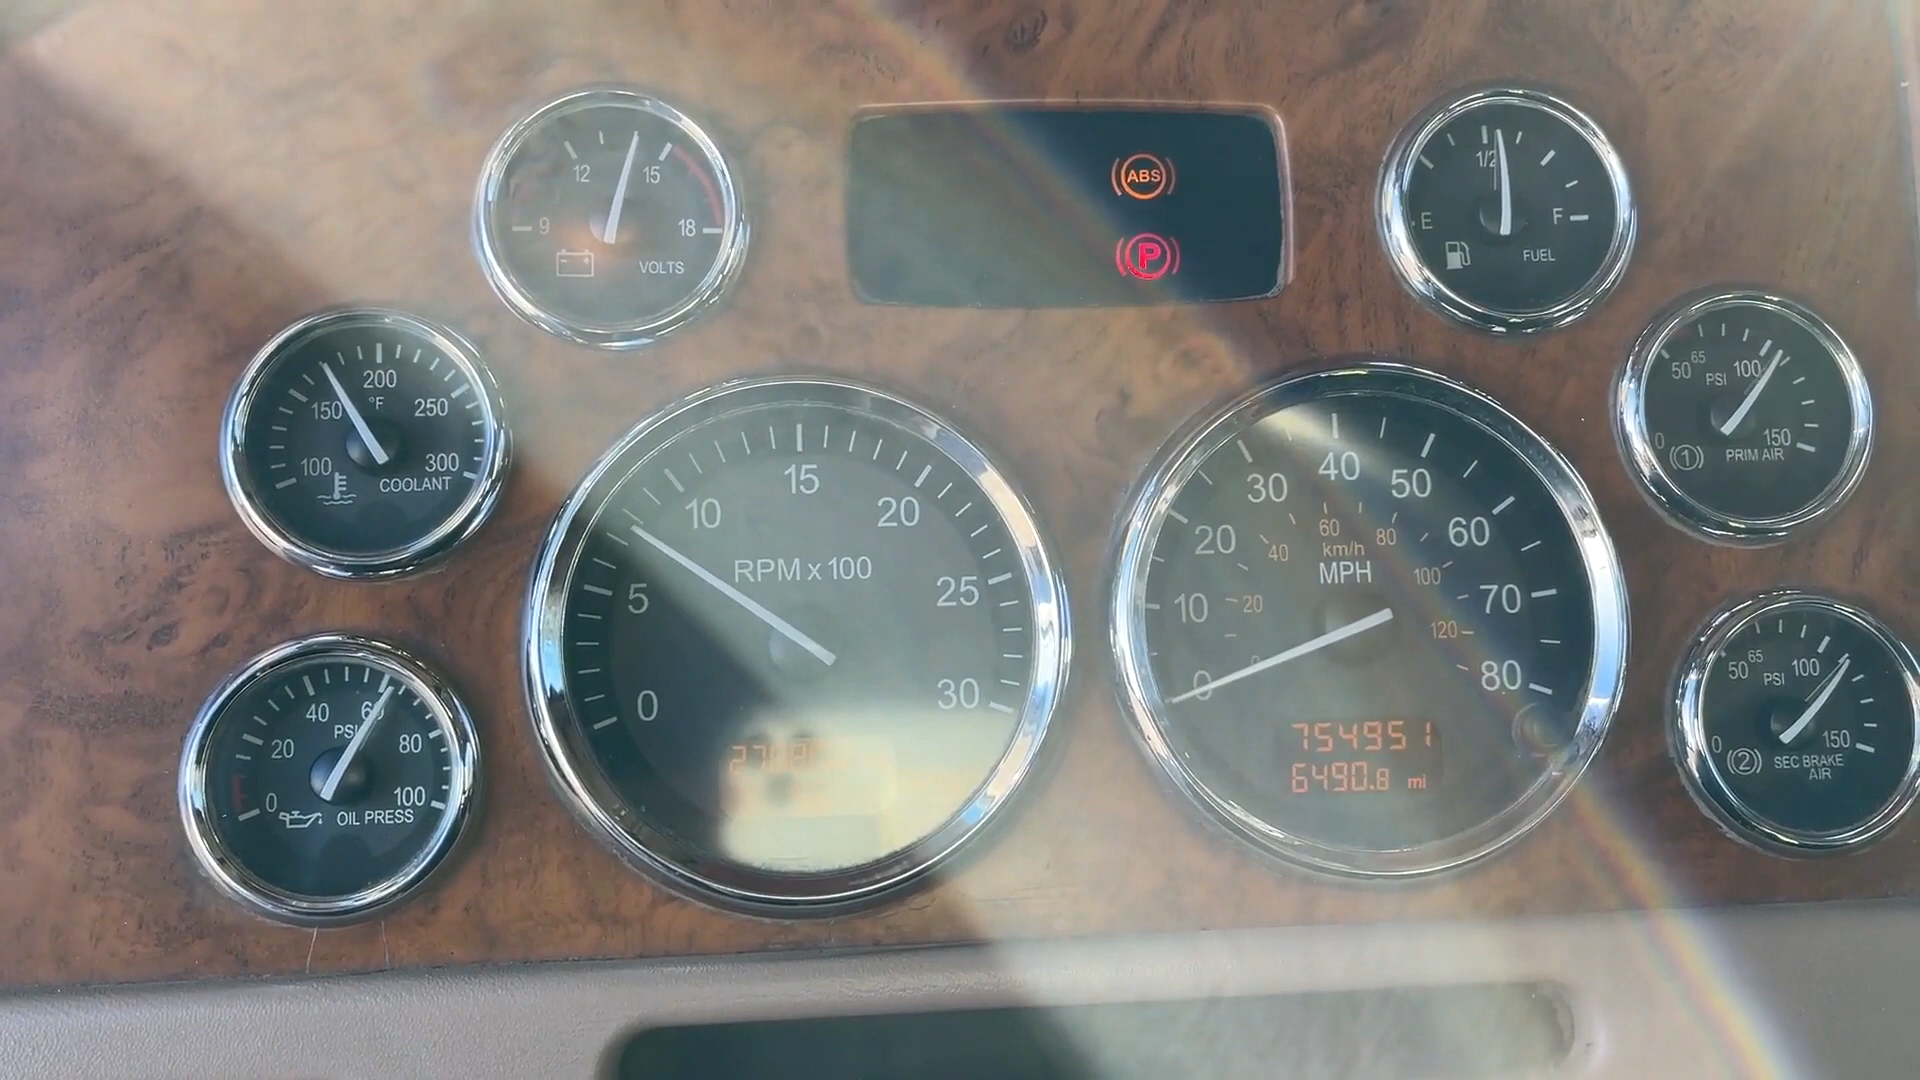 12
15
9
18
VOLTS
ABS
P
1/2
E
F
FUEL
200
°F
150
250
100
300
COOLANT
50
65
PSI
100
0
150
(1)
PRIM AIR
15
10
20
RPM x 100
5
25
0
30
40
30
50
60
80
20
60
40
km/h
MPH
100
10
20
70
120
0
80
754951
6490.8 mi
40
60
PSI
20
80
0
100
OIL PRESS
50
65
PSI
100
0
150
(2)
SEC BRAKE
AIR